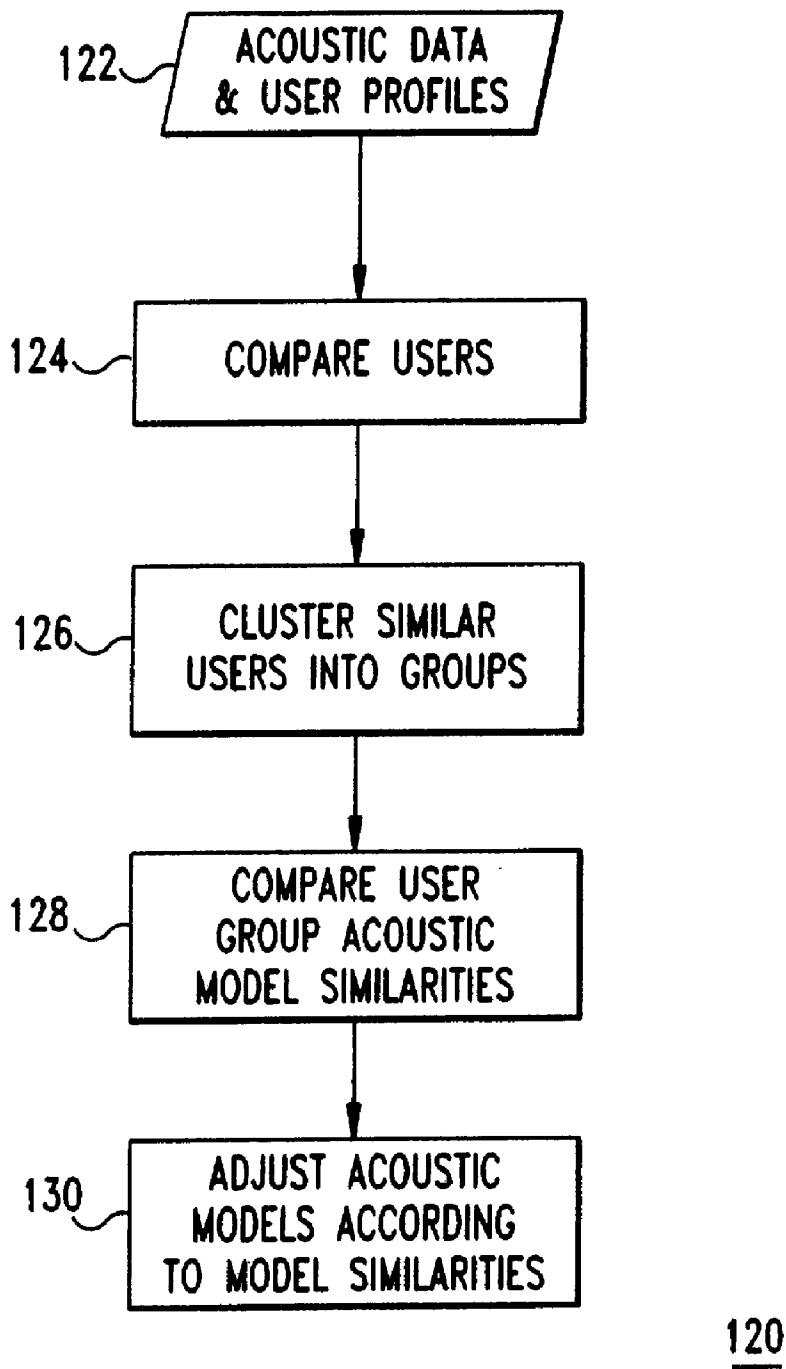 122
ACOUSTIC DATA
& USER PROFILES
124
COMPARE USERS
126
CLUSTER SIMILAR
USERS INTO GROUPS
128
COMPARE USER
GROUP ACOUSTIC
MODEL SIMILARITIES
130
ADJUST ACOUSTIC
MODELS ACCORDING
TO MODEL SIMILARITIES
120